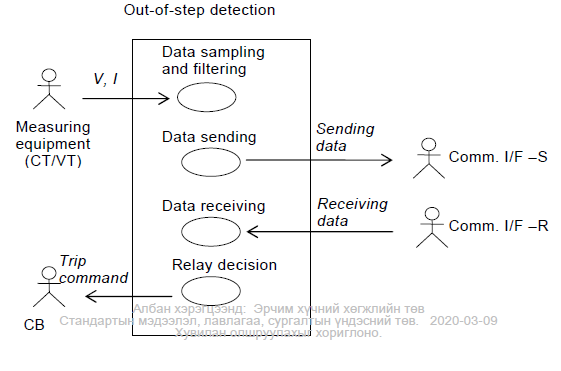 Out-of-step detection
Data sampling
and filtering
V, I
Measuring
equipment
(CT/VT)
Data sending
Sending
data
Comm. I/F –S
Data receiving
Receiving
data
Comm. I/F –R
Relay decision
Trip
command
CB
Албан хэрэгцээнд: Эрчим хүчний хөгжлийн төв
Стандартын мэдээлэл, лавлагаа, сургалтын үндэсний төв. 2020-03-09
Хувилан олшруулахыг хориглоно.